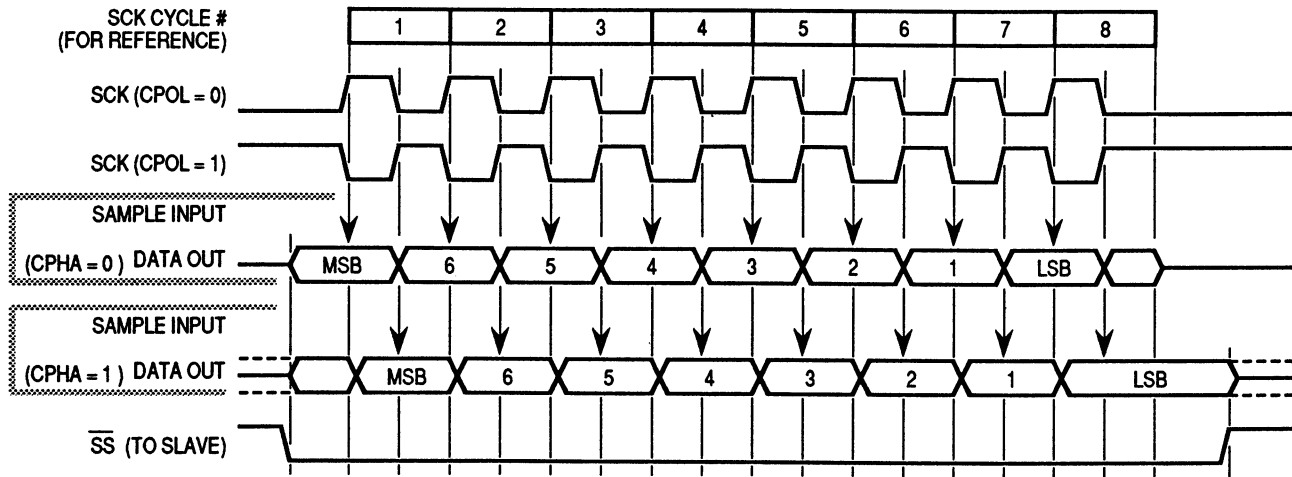 SCK CYCLE # 
(FOR REFERENCE)
1 2 3 4 5 6 7 8
SCK (CPOL = 0)
SCK (CPOL = 1)
SAMPLE INPUT
(CPHA = 0) DATA OUT
MSB 6 5 4 3 2 1 LSB
SAMPLE INPUT
(CPHA = 1) DATA OUT
MSB 6 5 4 3 2 1 LSB
SS (TO SLAVE)